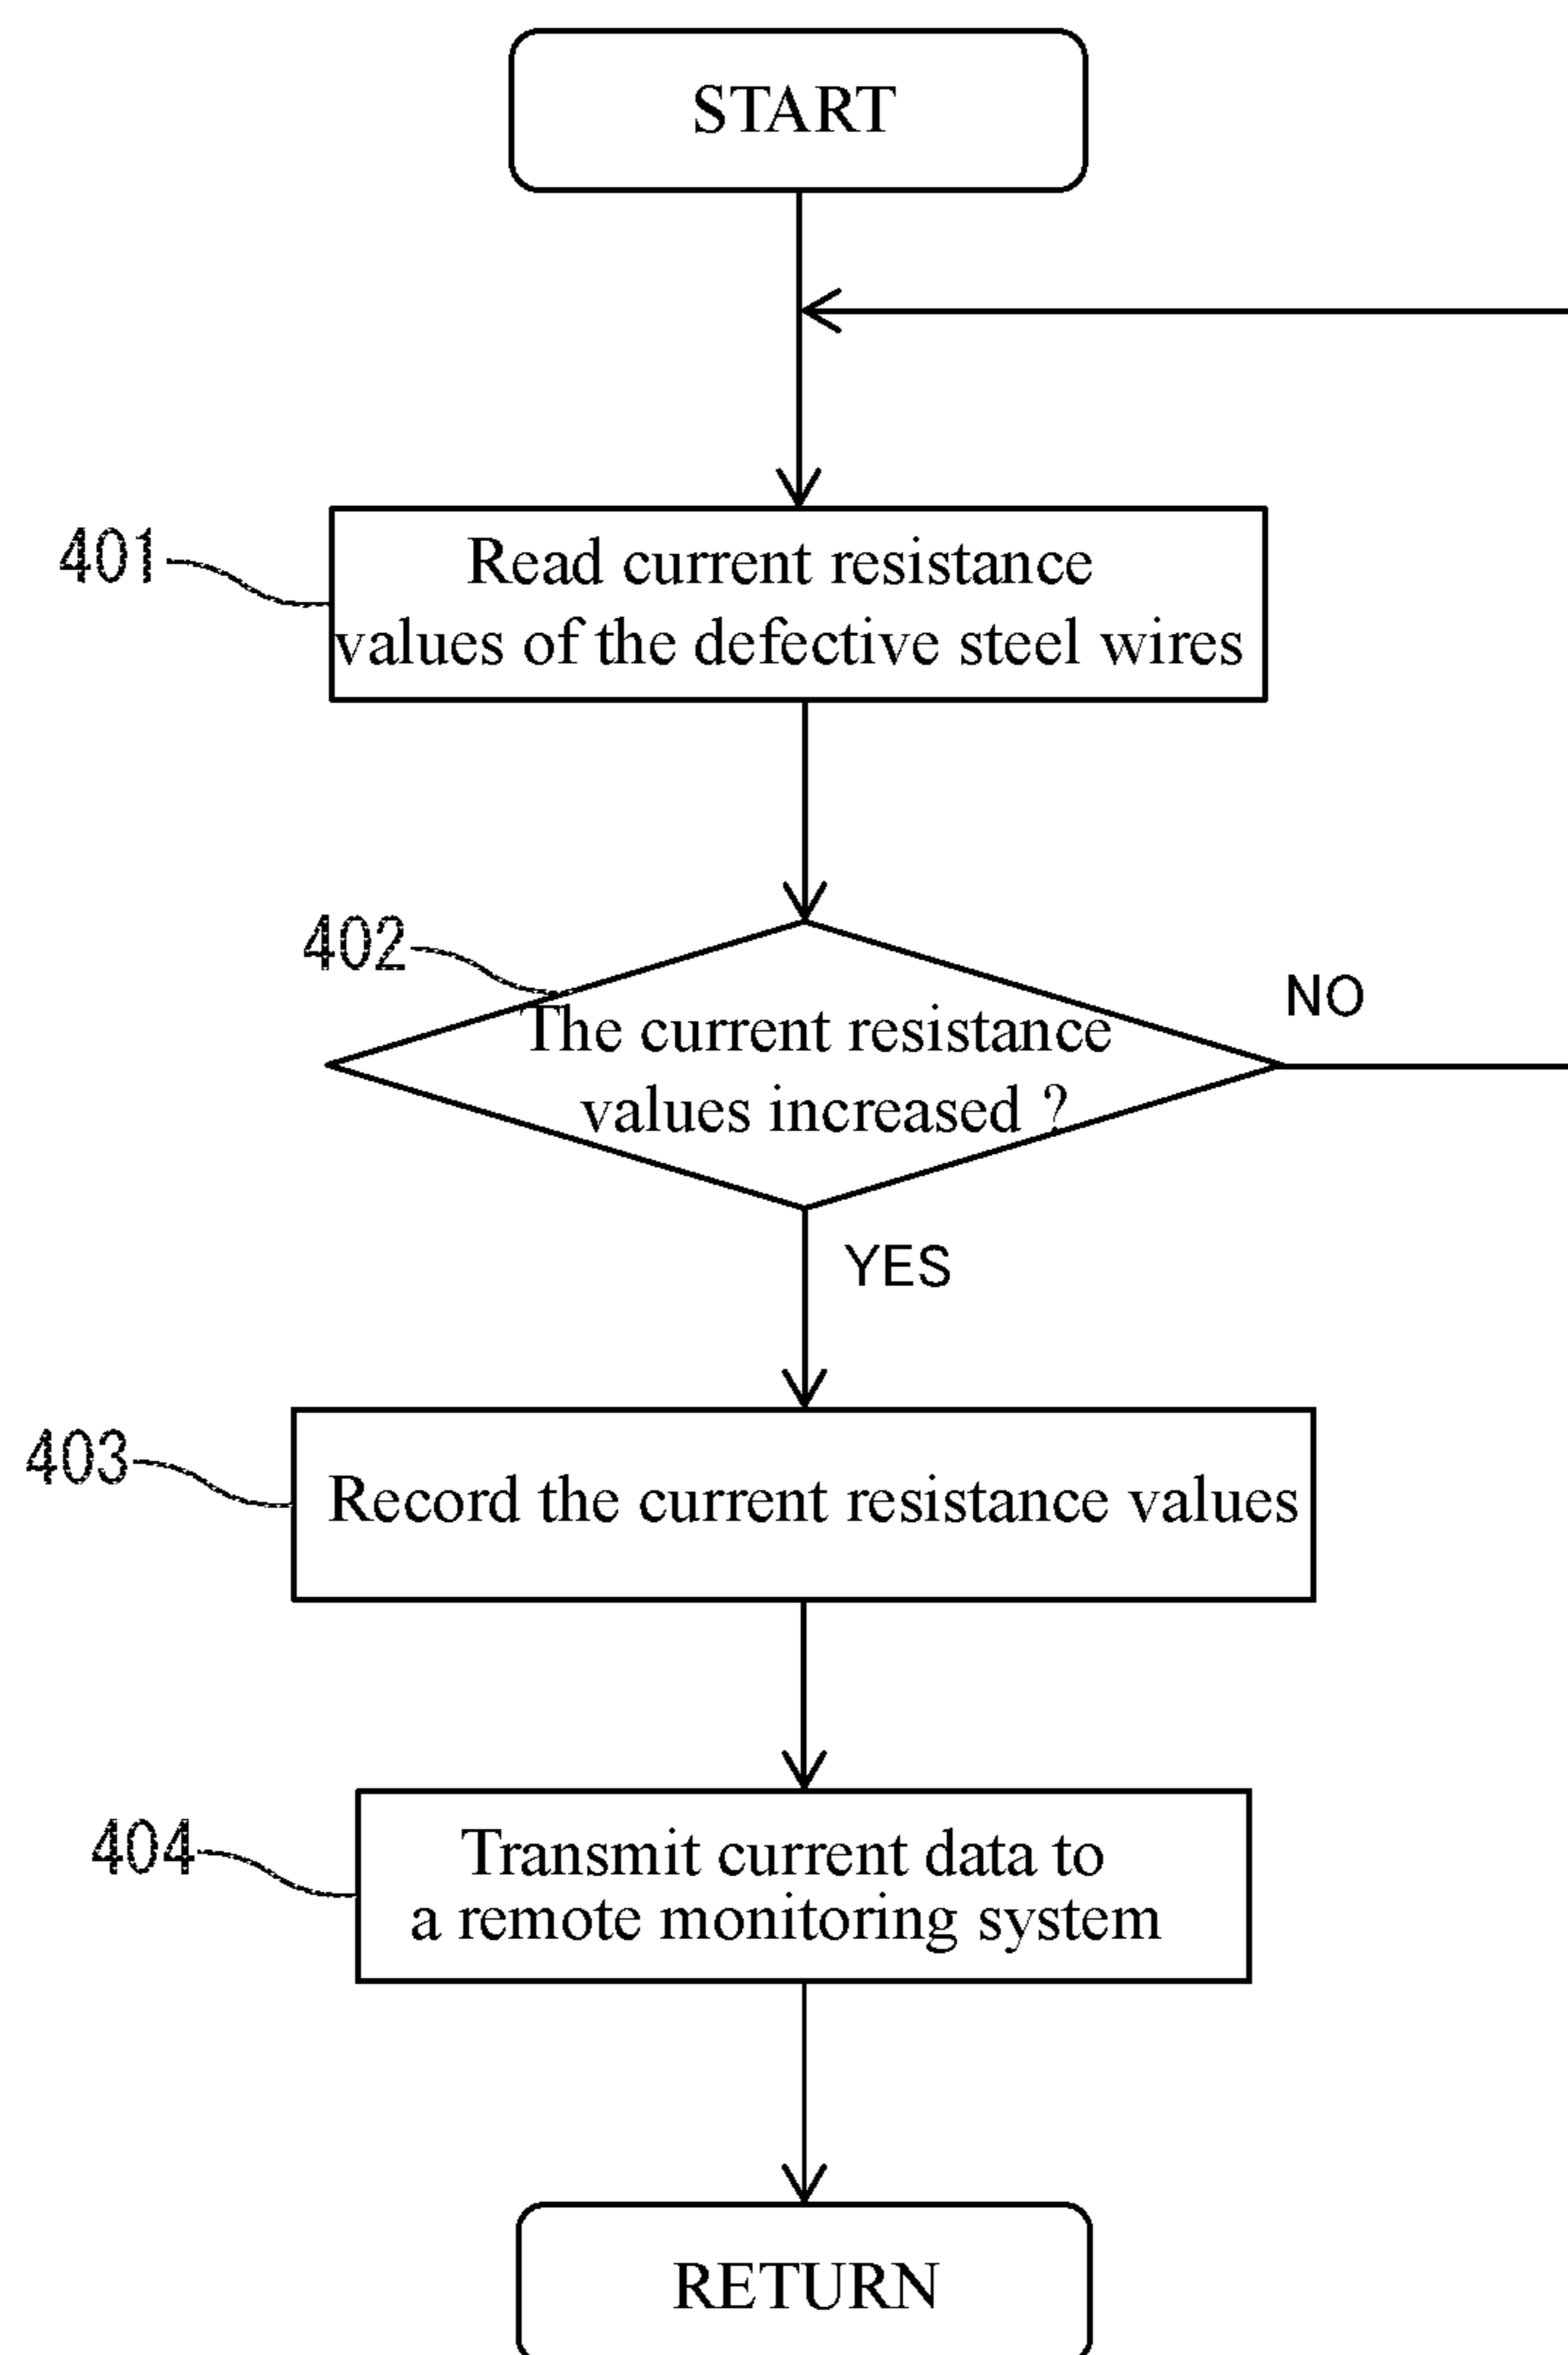 START
401
Read current resistance
values of the defective steel wires
402
The current resistance
values increased ?
NO
YES
403
Record the current resistance values
404
Transmit current data to
a remote monitoring system
RETURN